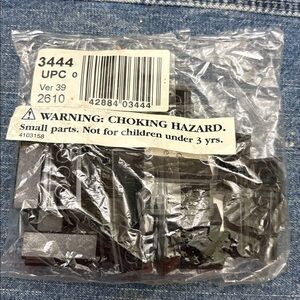 3444
UPC 0
Ver 39
2610
42884 03444
⚠ WARNING: CHOKING HAZARD.
Small parts. Not for children under 3 yrs.
4103158